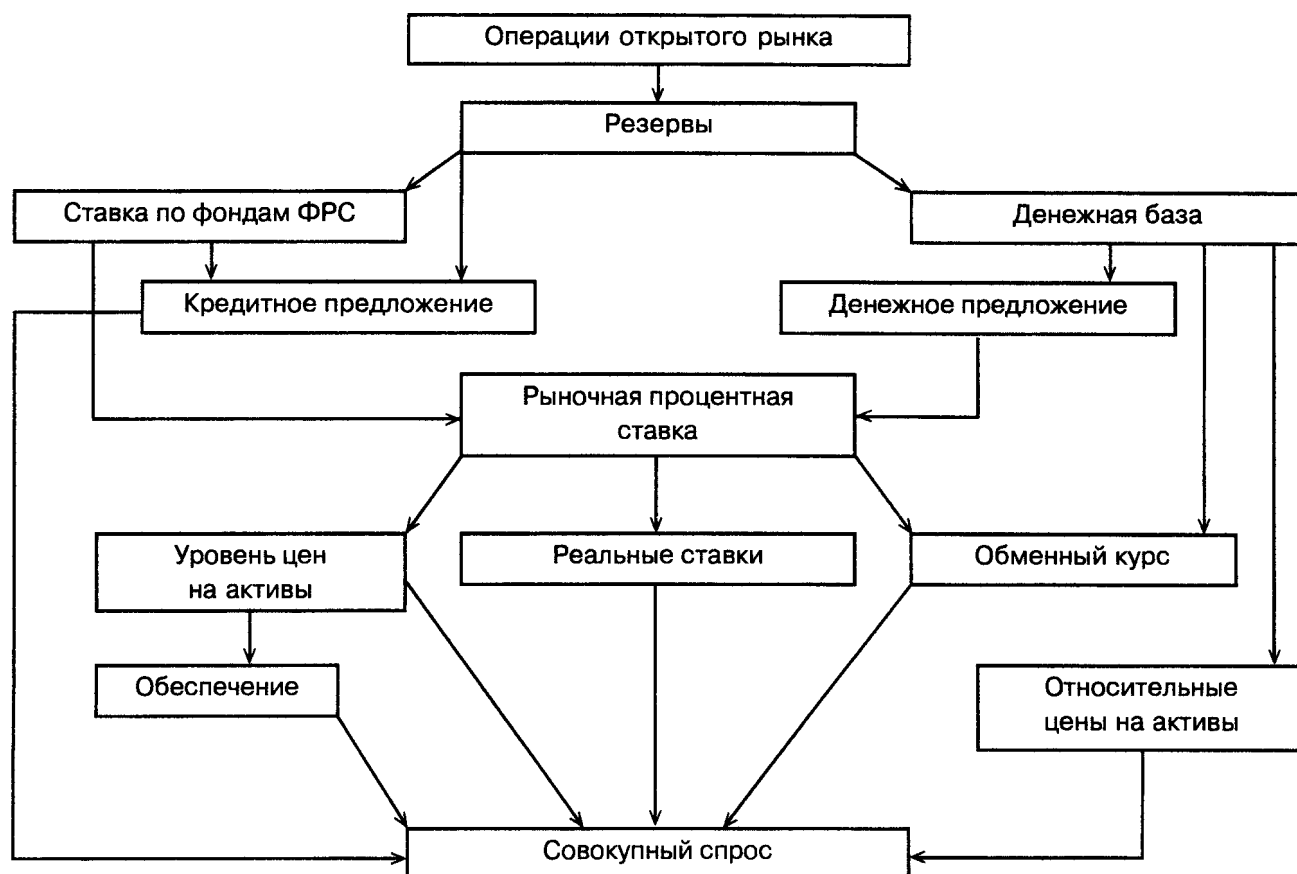 Операции открытого рынка
Резервы
Ставка по фондам ФРС
Денежная база
Кредитное предложение
Денежное предложение
Рыночная процентная
ставка
Уровень цен
на активы
Реальные ставки
Обменный курс
Обеспечение
Относительные
цены на активы
Совокупный спрос